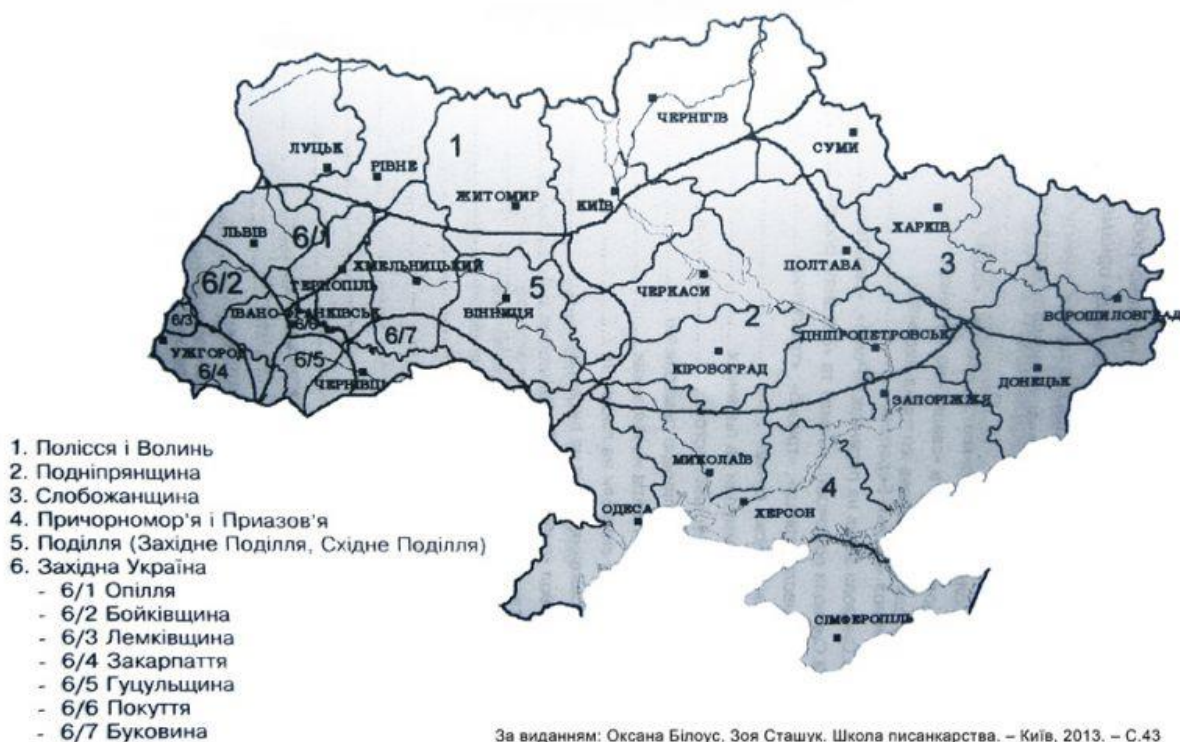 ЧЕРНІГІВ
СУМИ
ЛУЦЬК
РІВНЕ
1
ЖИТОМИР
КИЇВ
ХАРКІВ
ЛЬВІВ
6/1
ПОЛТАВА
3
ХМЕЛЬНИЦЬКИЙ
ТЕРНОПІЛЬ
6/2
5
ЧЕРКАСИ
ВІННИЦЯ
ІВАНО-ФРАНКІВСЬК
6/3
6/6
2
ВОРОШИЛОВГРАД
ДНІПРОПЕТРОВСЬК
6/7
УЖГОРОД
6/5
6/4
ЧЕРНІВЦІ
КІРОВОГРАД
ДОНЕЦЬК
ЗАПОРІЖЖЯ
МИКОЛАЇВ
4
ОДЕСА
ХЕРСОН
СІМФЕРОПІЛЬ
1. Полісся і Волинь
2. Подніпрянщина
3. Слобожанщина
4. Причорномор'я і Приазов'я
5. Поділля (Західне Поділля, Східне Поділля)
6. Західна Україна
- 6/1 Опілля
- 6/2 Бойківщина
- 6/3 Лемківщина
- 6/4 Закарпаття
- 6/5 Гуцульщина
- 6/6 Покуття
- 6/7 Буковина
За виданням: Оксана Білоус, Зоя Сташук. Школа писанкарства. – Київ, 2013. – С.43